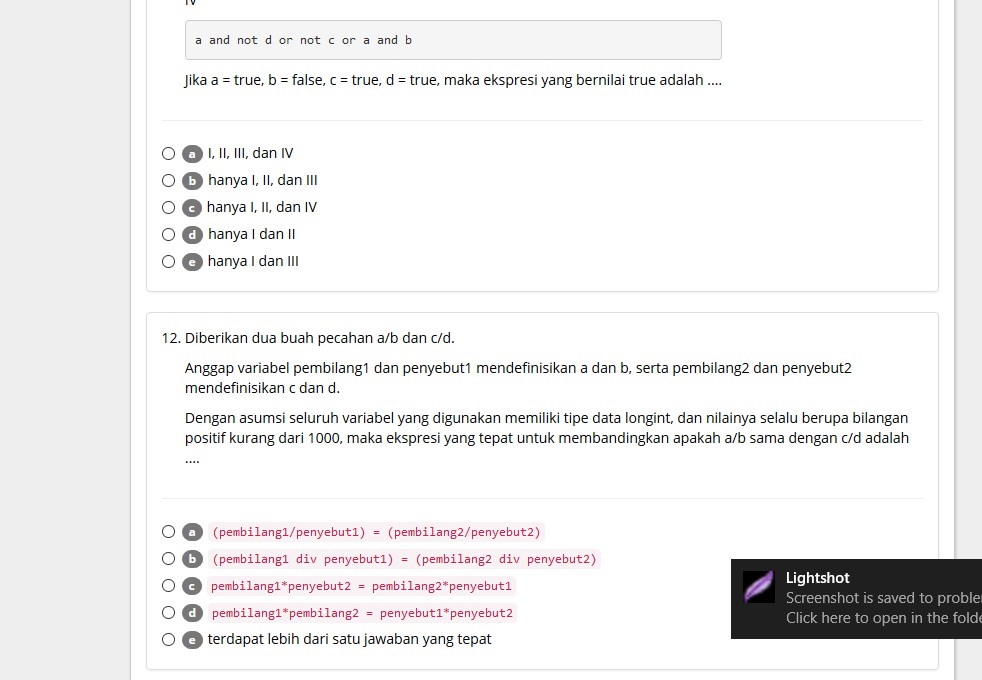 IV
a and not d or not c or a and b
Jika a = true, b = false, c = true, d = true, maka ekspresi yang bernilai true adalah ....
a I, II, III, dan IV
b hanya I, II, dan III
c hanya I, II, dan IV
d hanya I dan II
e hanya I dan III
12. Diberikan dua buah pecahan a/b dan c/d.
Anggap variabel pembilang1 dan penyebut1 mendefinisikan a dan b, serta pembilang2 dan penyebut2
mendefinisikan c dan d.
Dengan asumsi seluruh variabel yang digunakan memiliki tipe data longint, dan nilainya selalu berupa bilangan
positif kurang dari 1000, maka ekspresi yang tepat untuk membandingkan apakah a/b sama dengan c/d adalah
....
a (pembilang1/penyebut1) = (pembilang2/penyebut2)
b (pembilang1 div penyebut1) = (pembilang2 div penyebut2)
c pembilang1*penyebut2 = pembilang2*penyebut1
d pembilang1*pembilang2 = penyebut1*penyebut2
e terdapat lebih dari satu jawaban yang tepat
Lightshot
Screenshot is saved to proble
Click here to open in the folde